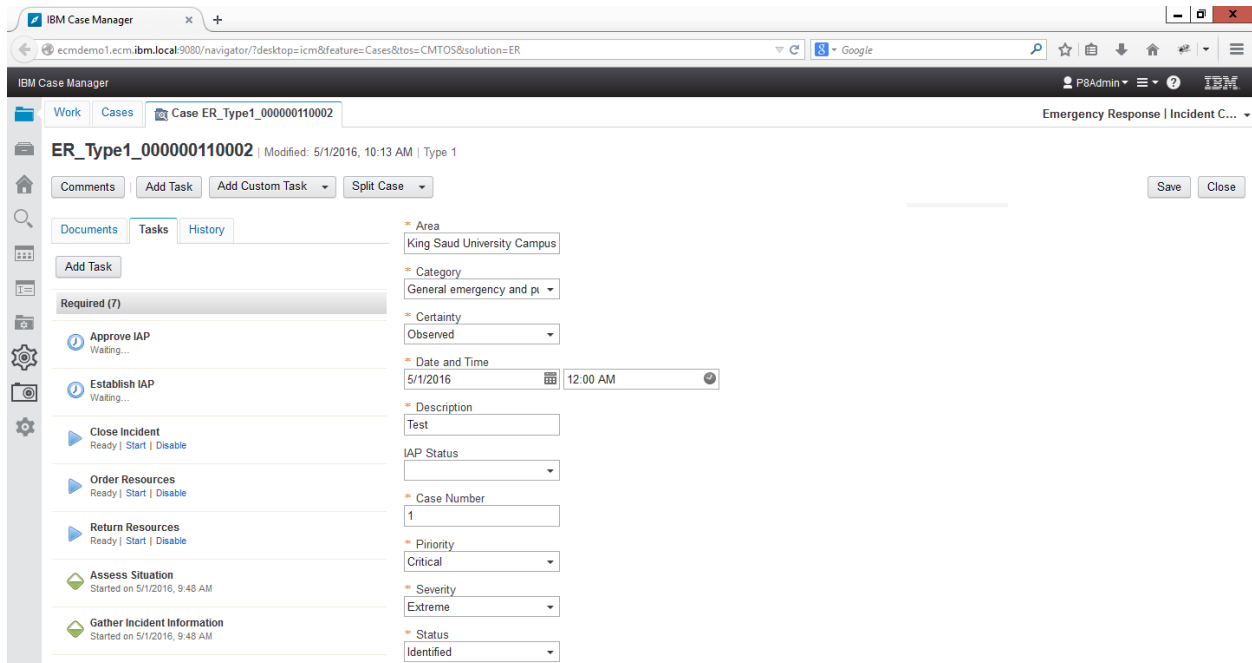 IBM Case Manager
ecmdemo1.ecm.ibm.local:9080/navigator/?desktop=icm&feature=Cases&tos=CMTOS&solution=ER
Google
IBM Case Manager
P8Admin
IBM
Work Cases Case ER_Type1_000000110002
Emergency Response | Incident C...
ER_Type1_000000110002 | Modified: 5/1/2016, 10:13 AM | Type 1
Comments | Add Task Add Custom Task Split Case
Save Close
Documents Tasks History
Add Task
Required (7)
Approve IAP
Waiting...
Establish IAP
Waiting...
Close Incident
Ready | Start | Disable
Order Resources
Ready | Start | Disable
Return Resources
Ready | Start | Disable
Assess Situation
Started on 5/1/2016, 9:48 AM
Gather Incident Information
Started on 5/1/2016, 9:48 AM
* Area
King Saud University Campus
* Category
General emergency and pu
* Certainty
Observed
* Date and Time
5/1/2016 12:00 AM
* Description
Test
IAP Status
* Case Number
1
* Piriority
Critical
* Severity
Extreme
* Status
Identified